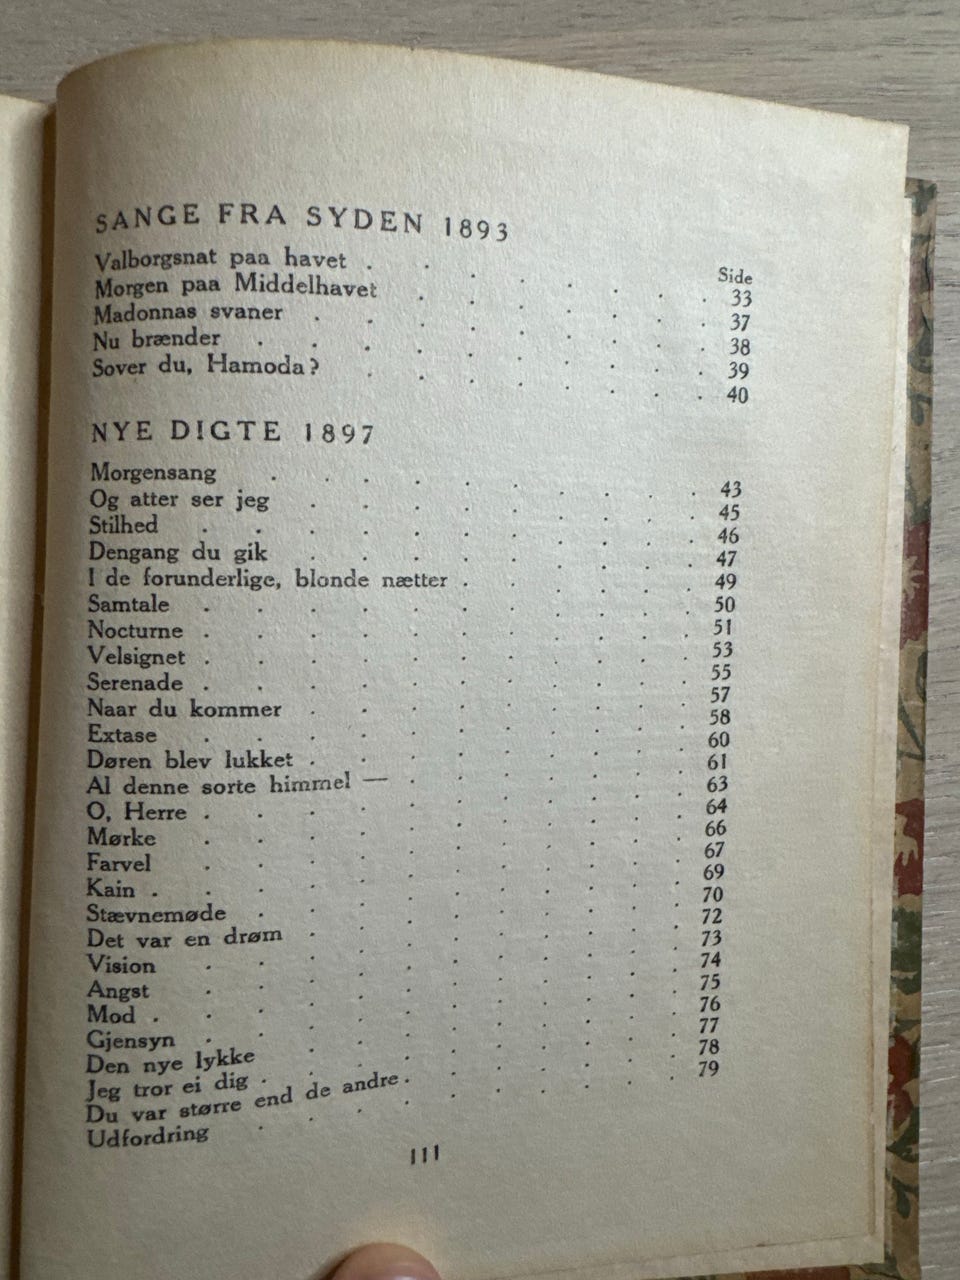 SANGE FRA SYDEN 1893
Side
Valborgsnat paa havet . . . . . . . . 33
Morgen paa Middelhavet . . . . . . . 37
Madonnas svaner . . . . . . . . . 38
Nu brænder . . . . . . . . . . 39
Sover du, Hamoda? . . . . . . . . 40
NYE DIGTE 1897
Morgensang . . . . . . . . . 43
Og atter ser jeg . . . . . . . . 45
Stilhed . . . . . . . . . . 46
Dengang du gik . . . . . . . . 47
I de forunderlige, blonde nætter . . . . . . 49
Samtale . . . . . . . . . . 50
Nocturne . . . . . . . . . . 51
Velsignet . . . . . . . . . . 53
Serenade . . . . . . . . . . 55
Naar du kommer . . . . . . . . 57
Extase . . . . . . . . . . 58
Døren blev lukket . . . . . . . . 60
Al denne sorte himmel — . . . . . . 61
O, Herre . . . . . . . . . . 63
Mørke . . . . . . . . . . 64
Farvel . . . . . . . . . . 66
Kain . . . . . . . . . . . 67
Stævnemøde . . . . . . . . . 69
Det var en drøm . . . . . . . . 70
Vision . . . . . . . . . . 72
Angst . . . . . . . . . . 73
Mod . . . . . . . . . . . 74
Gjensyn . . . . . . . . . . 75
Den nye lykke . . . . . . . . 76
Jeg tror ei dig . . . . . . . . . 77
Du var større end de andre . . . . . . 78
Udfordring . . . . . . . . . 79
111